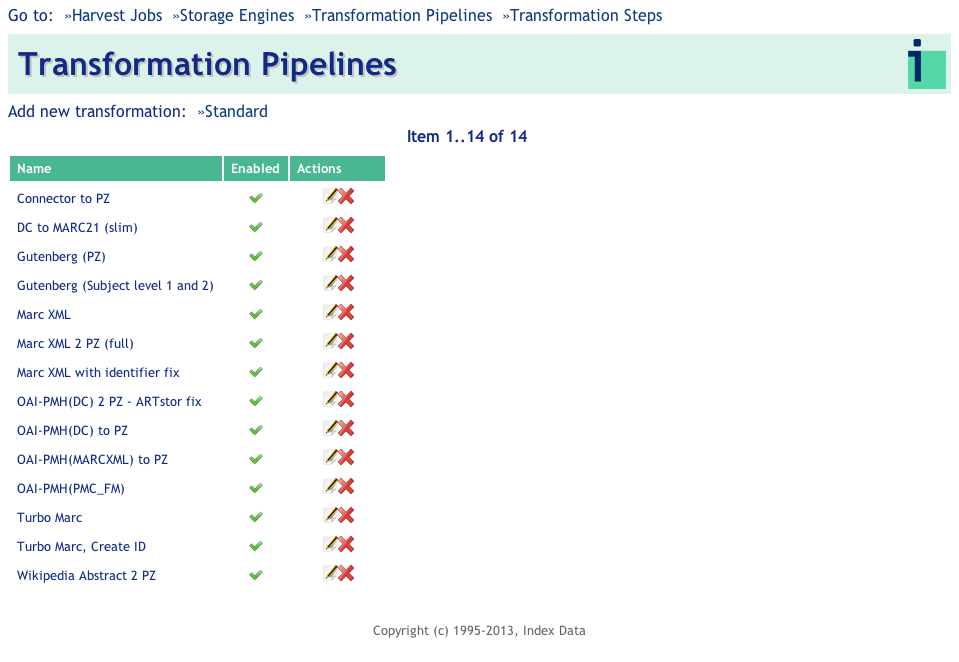 Go to: »Harvest Jobs »Storage Engines »Transformation Pipelines »Transformation Steps
Transformation Pipelines
Add new transformation: »Standard
Item 1..14 of 14
Name Enabled Actions
Connector to PZ
DC to MARC21 (slim)
Gutenberg (PZ)
Gutenberg (Subject level 1 and 2)
Marc XML
Marc XML 2 PZ (full)
Marc XML with identifier fix
OAI-PMH(DC) 2 PZ - ARTstor fix
OAI-PMH(DC) to PZ
OAI-PMH(MARCXML) to PZ
OAI-PMH(PMC_FM)
Turbo Marc
Turbo Marc, Create ID
Wikipedia Abstract 2 PZ
Copyright (c) 1995-2013, Index Data